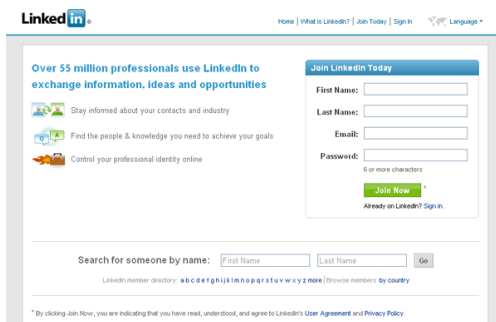 Linked in
Home | What is LinkedIn? | Join Today | Sign In Language
Over 55 million professionals use LinkedIn to
exchange information, ideas and opportunities
Stay informed about your contacts and industry
Find the people & knowledge you need to achieve your goals
Control your professional identity online
Join LinkedIn Today
First Name:
Last Name:
Email:
Password:
6 or more characters
Join Now *
Already on LinkedIn? Sign in.
Search for someone by name: First Name Last Name Go
LinkedIn member directory: a b c d e f g h i j k l m n o p q r s t u v w x y z more | Browse members by country
* By clicking Join Now, you are indicating that you have read, understood, and agree to LinkedIn's User Agreement and Privacy Policy.